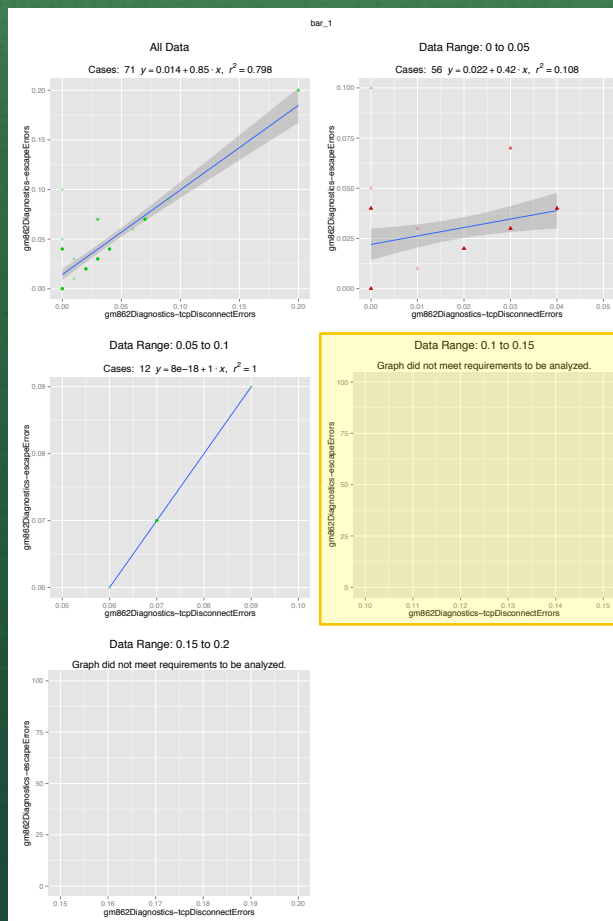 bar_1
All Data
Cases: 71 y = 0.014 + 0.85 · x, r² = 0.798
gm862Diagnostics−escapeErrors
0.20
0.15
0.10
0.05
0.00
0.00 0.05 0.10 0.15 0.20
gm862Diagnostics−tcpDisconnectErrors
Data Range: 0 to 0.05
Cases: 56 y = 0.022 + 0.42 · x, r² = 0.108
gm862Diagnostics−escapeErrors
0.100
0.075
0.050
0.025
0.000
0.00 0.01 0.02 0.03 0.04 0.05
gm862Diagnostics−tcpDisconnectErrors
Data Range: 0.05 to 0.1
Cases: 12 y = 8e−18 + 1 · x, r² = 1
gm862Diagnostics−escapeErrors
0.09
0.08
0.07
0.06
0.05 0.06 0.07 0.08 0.09 0.10
gm862Diagnostics−tcpDisconnectErrors
Data Range: 0.1 to 0.15
Graph did not meet requirements to be analyzed.
gm862Diagnostics−escapeErrors
100
75
50
25
0
0.10 0.11 0.12 0.13 0.14 0.15
gm862Diagnostics−tcpDisconnectErrors
Data Range: 0.15 to 0.2
Graph did not meet requirements to be analyzed.
gm862Diagnostics−escapeErrors
100
75
50
25
0
0.15 0.16 0.17 0.18 0.19 0.20
gm862Diagnostics−tcpDisconnectErrors